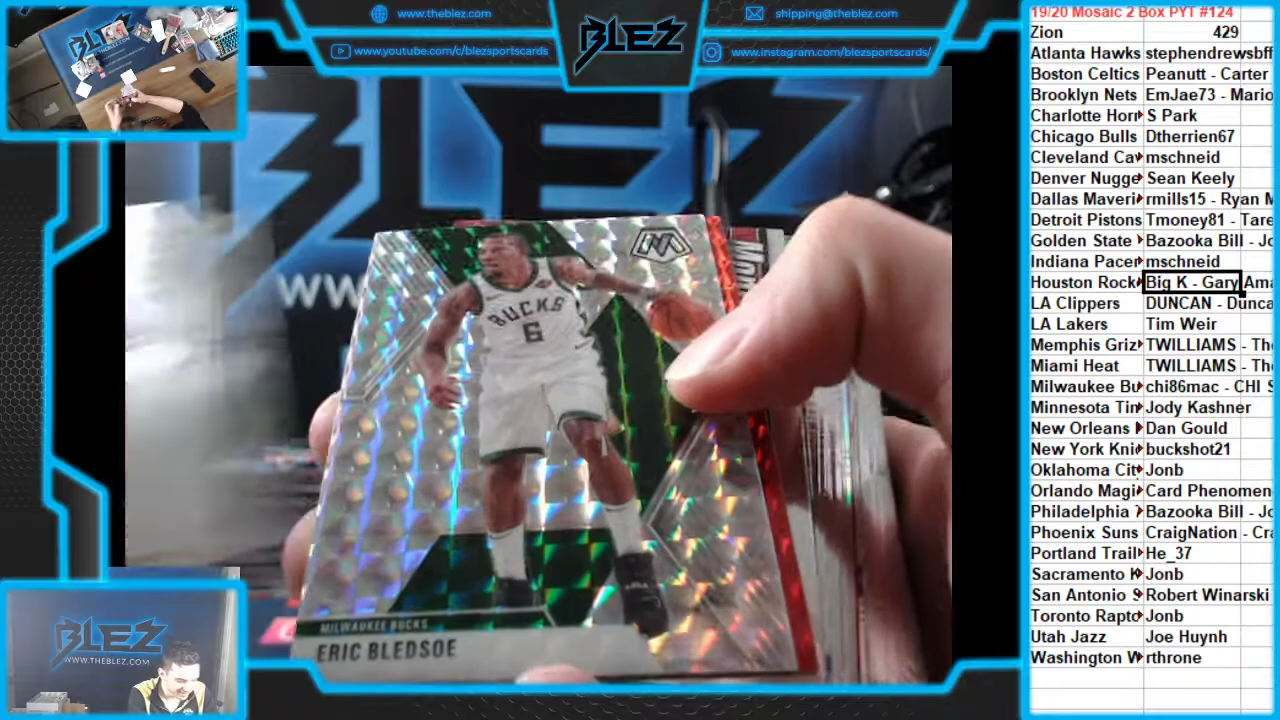 www.theblez.com
shipping@theblez.com
www.youtube.com/c/blezsportscards
www.instagram.com/blezsportscards/
BLEZ
BLEZ
MILWAUKEE BUCKS
ERIC BLEDSOE
BUCKS
6
BLEZ
WWW.THEBLEZ.COM
19/20 Mosaic 2 Box PYT #124
Zion 429
Atlanta Hawks stephendrewsbff
Boston Celtics Peanutt - Carter
Brooklyn Nets EmJae73 - Mario
Charlotte Horn S Park
Chicago Bulls Dtherrien67
Cleveland Cav mschneid
Denver Nugge Sean Keely
Dallas Maveri rmills15 - Ryan M
Detroit Pistons Tmoney81 - Tare
Golden State Bazooka Bill - Jo
Indiana Pacer mschneid
Houston Rock Big K - Gary Ama
LA Clippers DUNCAN - Dunca
LA Lakers Tim Weir
Memphis Griz TWILLIAMS - The
Miami Heat TWILLIAMS - The
Milwaukee Bu chi86mac - CHI S
Minnesota Tim Jody Kashner
New Orleans Dan Gould
New York Knic buckshot21
Oklahoma Cit Jonb
Orlando Magi Card Phenomen
Philadelphia 7 Bazooka Bill - Jo
Phoenix Suns CraigNation - Cra
Portland Trail He_37
Sacramento K Jonb
San Antonio S Robert Winarski
Toronto Rapto Jonb
Utah Jazz Joe Huynh
Washington W rthrone